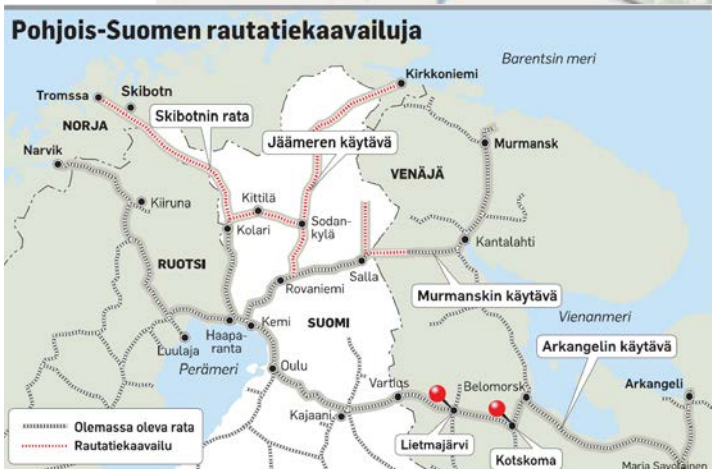 Pohjois-Suomen rautatiekaavailuja
Barentsin meri
Kirkkoniemi
Tromssa
Skibotn
Skibotnin rata
NORJA
Jäämeren käytävä
Murmansk
Narvik
VENÄJÄ
Kittilä
Kiiruna
Sodan-
kylä
Kolari
Kantalahti
RUOTSI
Salla
Rovaniemi
Murmanskin käytävä
Kemi
SUOMI
Vienanmeri
Haapa-
ranta
Luulaja
Arkangelin käytävä
Perämeri
Oulu
Vartius
Belomorsk
Arkangeli
Kajaani
Olemassa oleva rata
Rautatiekaavailu
Lietmajärvi
Kotskoma
Marja Savolainen